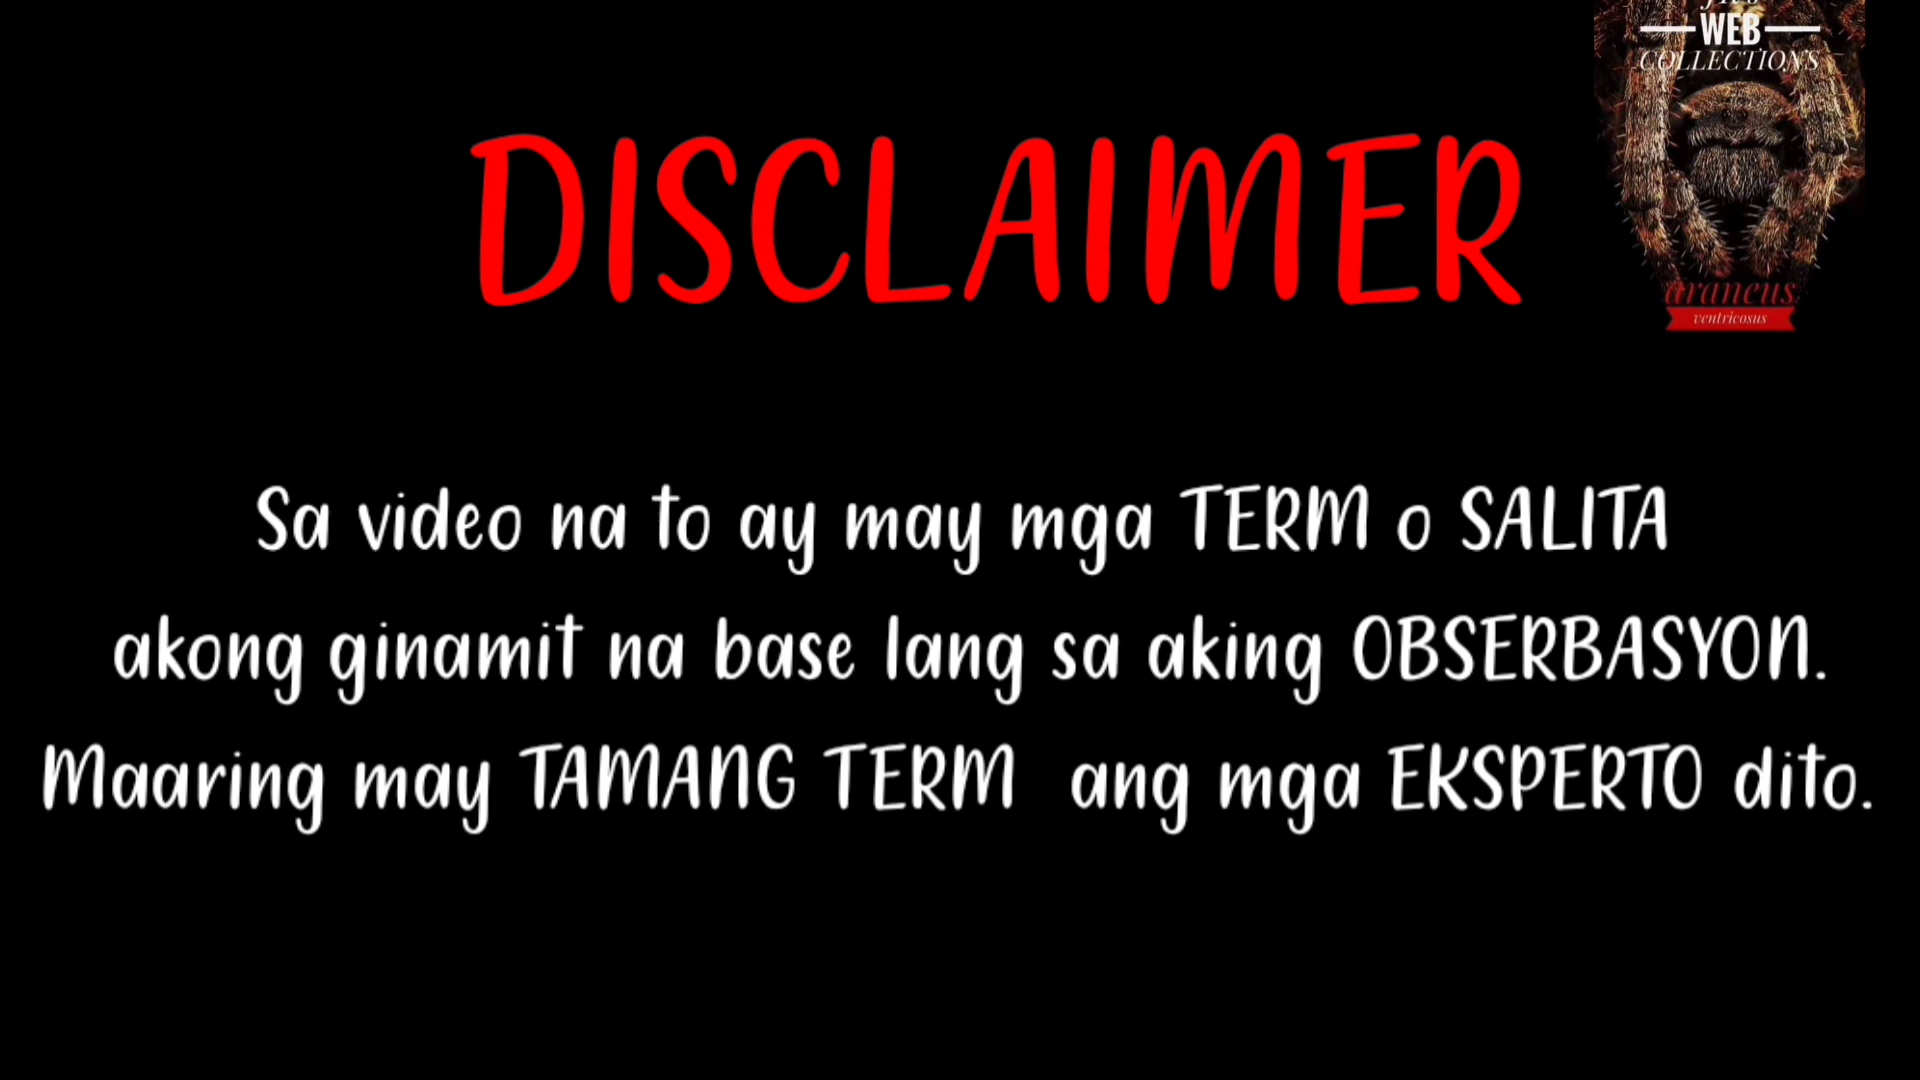 WEB
COLLECTIONS
DISCLAIMER
araneus
ventricosus
Sa video na to ay may mga TERM o SALITA
akong ginamit na base lang sa aking OBSERBASYON.
Maaring may TAMANG TERM ang mga EKSPERTO dito.